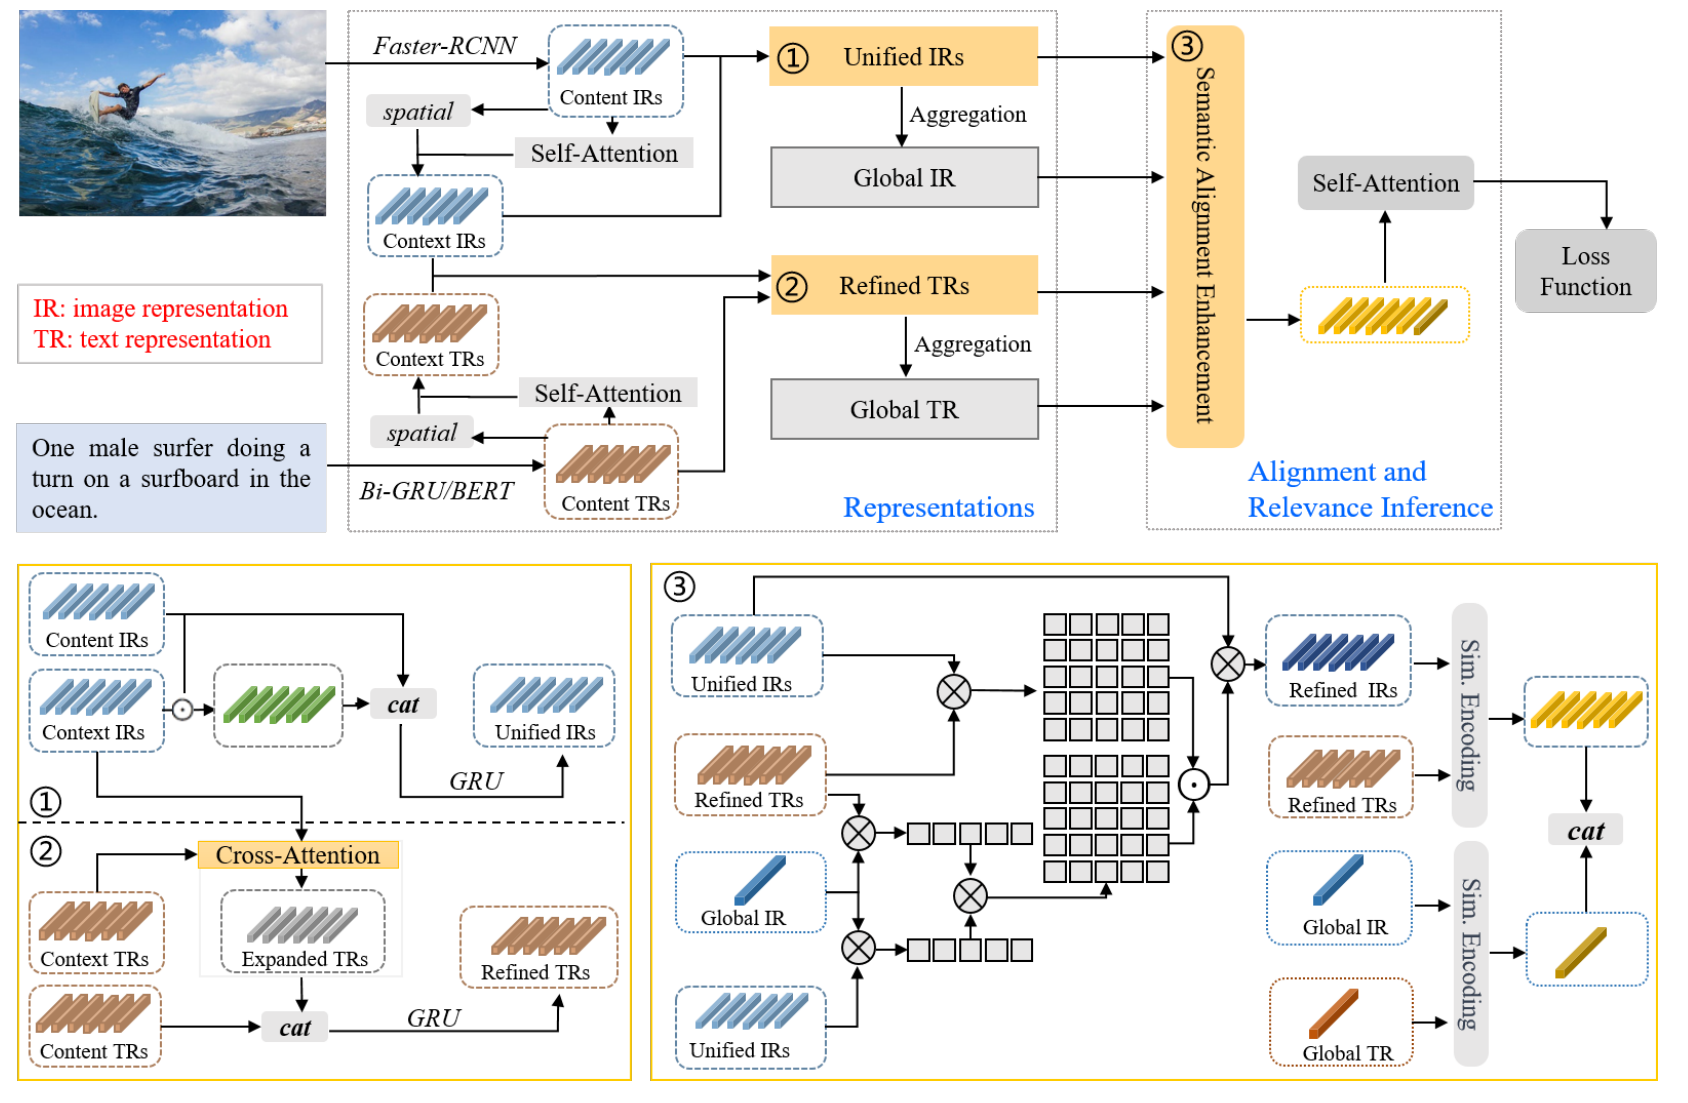 Faster-RCNN
Content IRs
spatial
Self-Attention
Context IRs
① Unified IRs
Aggregation
Global IR
IR: image representation
TR: text representation
② Refined TRs
Aggregation
Global TR
Context TRs
Self-Attention
spatial
One male surfer doing a
turn on a surfboard in the
ocean.
Bi-GRU/BERT
Content TRs
Representations
③ Semantic Alignment Enhancement
Self-Attention
Loss
Function
Alignment and
Relevance Inference
Content IRs
Context IRs
cat
Unified IRs
GRU
①
②
Cross-Attention
Context TRs
Expanded TRs
Content TRs
cat
GRU
Refined TRs
③
Unified IRs
Refined TRs
Global IR
Unified IRs
Refined IRs
Refined TRs
Sim. Encoding
Global IR
Global TR
Sim. Encoding
cat